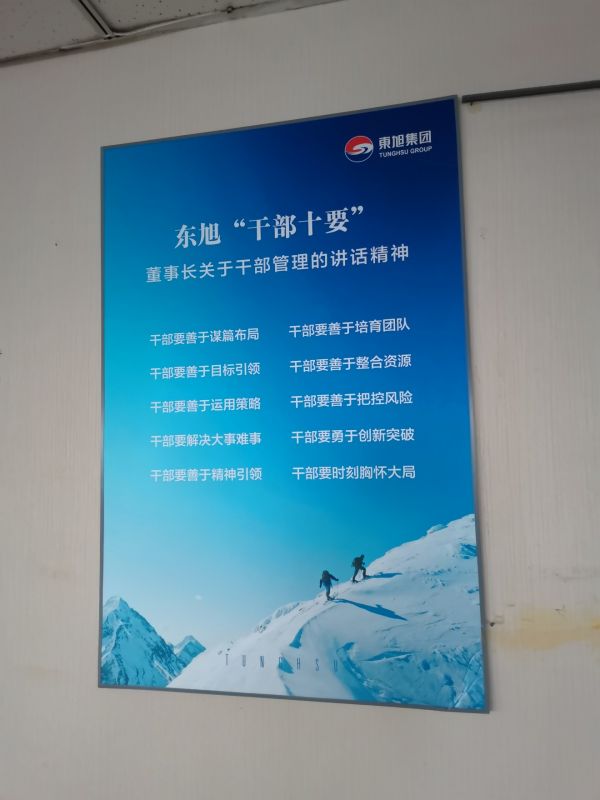 東旭集团
TUNGHSU GROUP
东旭“干部十要”
董事长关于干部管理的讲话精神
干部要善于谋篇布局
干部要善于目标引领
干部要善于运用策略
干部要解决大事难事
干部要善于精神引领
干部要善于培育团队
干部要善于整合资源
干部要善于把控风险
干部要勇于创新突破
干部要时刻胸怀大局
TUNGHSU